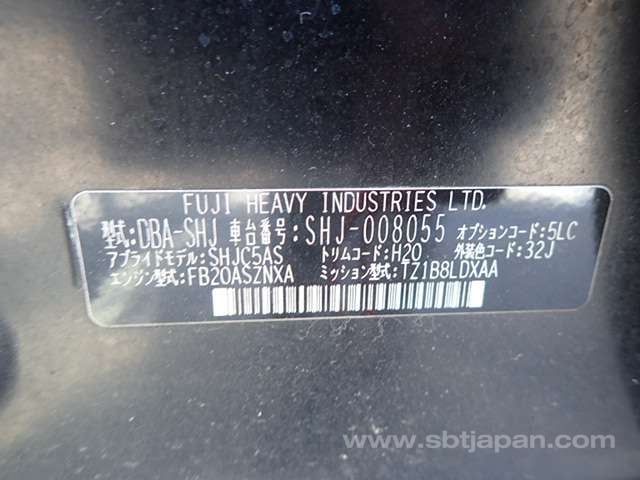 FUJI HEAVY INDUSTRIES LTD.
型式:DBA-SHJ 車台番号:SHJ-008055 オプションコード:5LC
アプライドモデル:SHJC5AS トリムコード:H20 外装色コード:32J
エンジン型式:FB20ASZNXA ミッション型式:TZ1B8LDXAA
www.sbtjapan.com